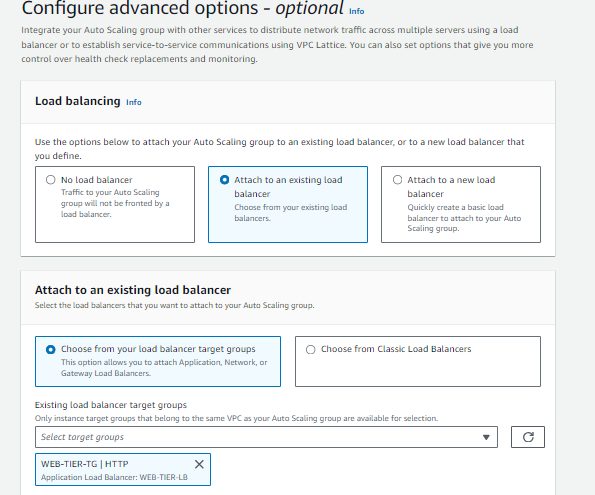 Configure advanced options - optional Info
Integrate your Auto Scaling group with other services to distribute network traffic across multiple servers using a load
balancer or to establish service-to-service communications using VPC Lattice. You can also set options that give you more
control over health check replacements and monitoring.
Load balancing Info
Use the options below to attach your Auto Scaling group to an existing load balancer, or to a new load balancer that
you define.
No load balancer
Traffic to your Auto Scaling
group will not be fronted by a
load balancer.
Attach to an existing load
balancer
Choose from your existing load
balancers.
Attach to a new load
balancer
Quickly create a basic load
balancer to attach to your Auto
Scaling group.
Attach to an existing load balancer
Select the load balancers that you want to attach to your Auto Scaling group.
Choose from your load balancer target groups
This option allows you to attach Application, Network, or
Gateway Load Balancers.
Choose from Classic Load Balancers
Existing load balancer target groups
Only instance target groups that belong to the same VPC as your Auto Scaling group are available for selection.
Select target groups
WEB-TIER-TG | HTTP
Application Load Balancer: WEB-TIER-LB